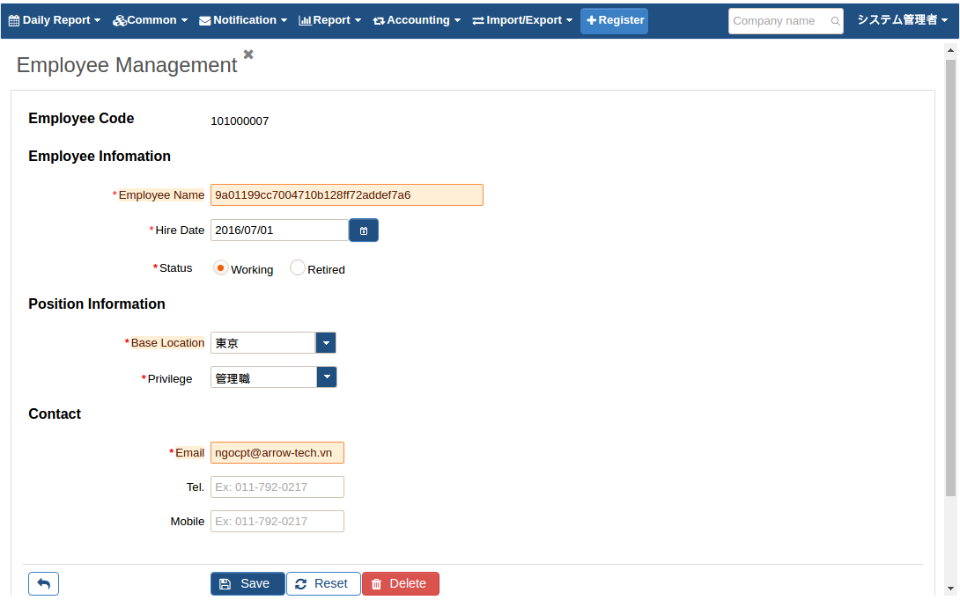 Daily Report Common Notification Report Accounting Import/Export Register Company name システム管理者
Employee Management
Employee Code 101000007
Employee Infomation
*Employee Name 9a01199cc7004710b128ff72addef7a6
*Hire Date 2016/07/01
*Status Working Retired
Position Information
*Base Location 東京
*Privilege 管理職
Contact
*Email ngocpt@arrow-tech.vn
Tel. Ex: 011-792-0217
Mobile Ex: 011-792-0217
Save Reset Delete